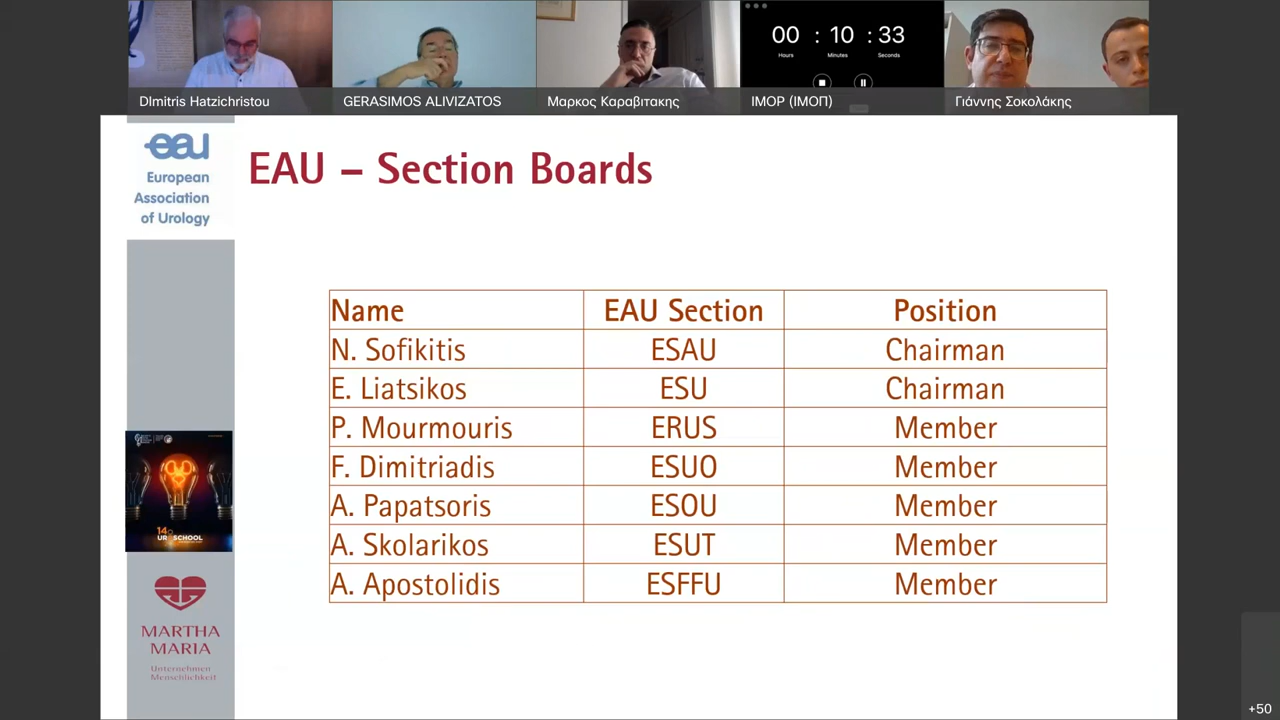 00 : 10 : 33
Hours Minutes Seconds
DImitris Hatzichristou
GERASIMOS ALIVIZATOS
Μαρκος Καραβιτακης
IMOP (ΙΜΟΠ)
Γιάννης Σοκολάκης
eau
European
Association
of Urology
EAU – Section Boards
Name EAU Section Position
N. Sofikitis ESAU Chairman
E. Liatsikos ESU Chairman
P. Mourmouris ERUS Member
F. Dimitriadis ESUO Member
A. Papatsoris ESOU Member
A. Skolarikos ESUT Member
A. Apostolidis ESFFU Member
MARTHA
MARIA
Unternehmen
Menschlichkeit
+50